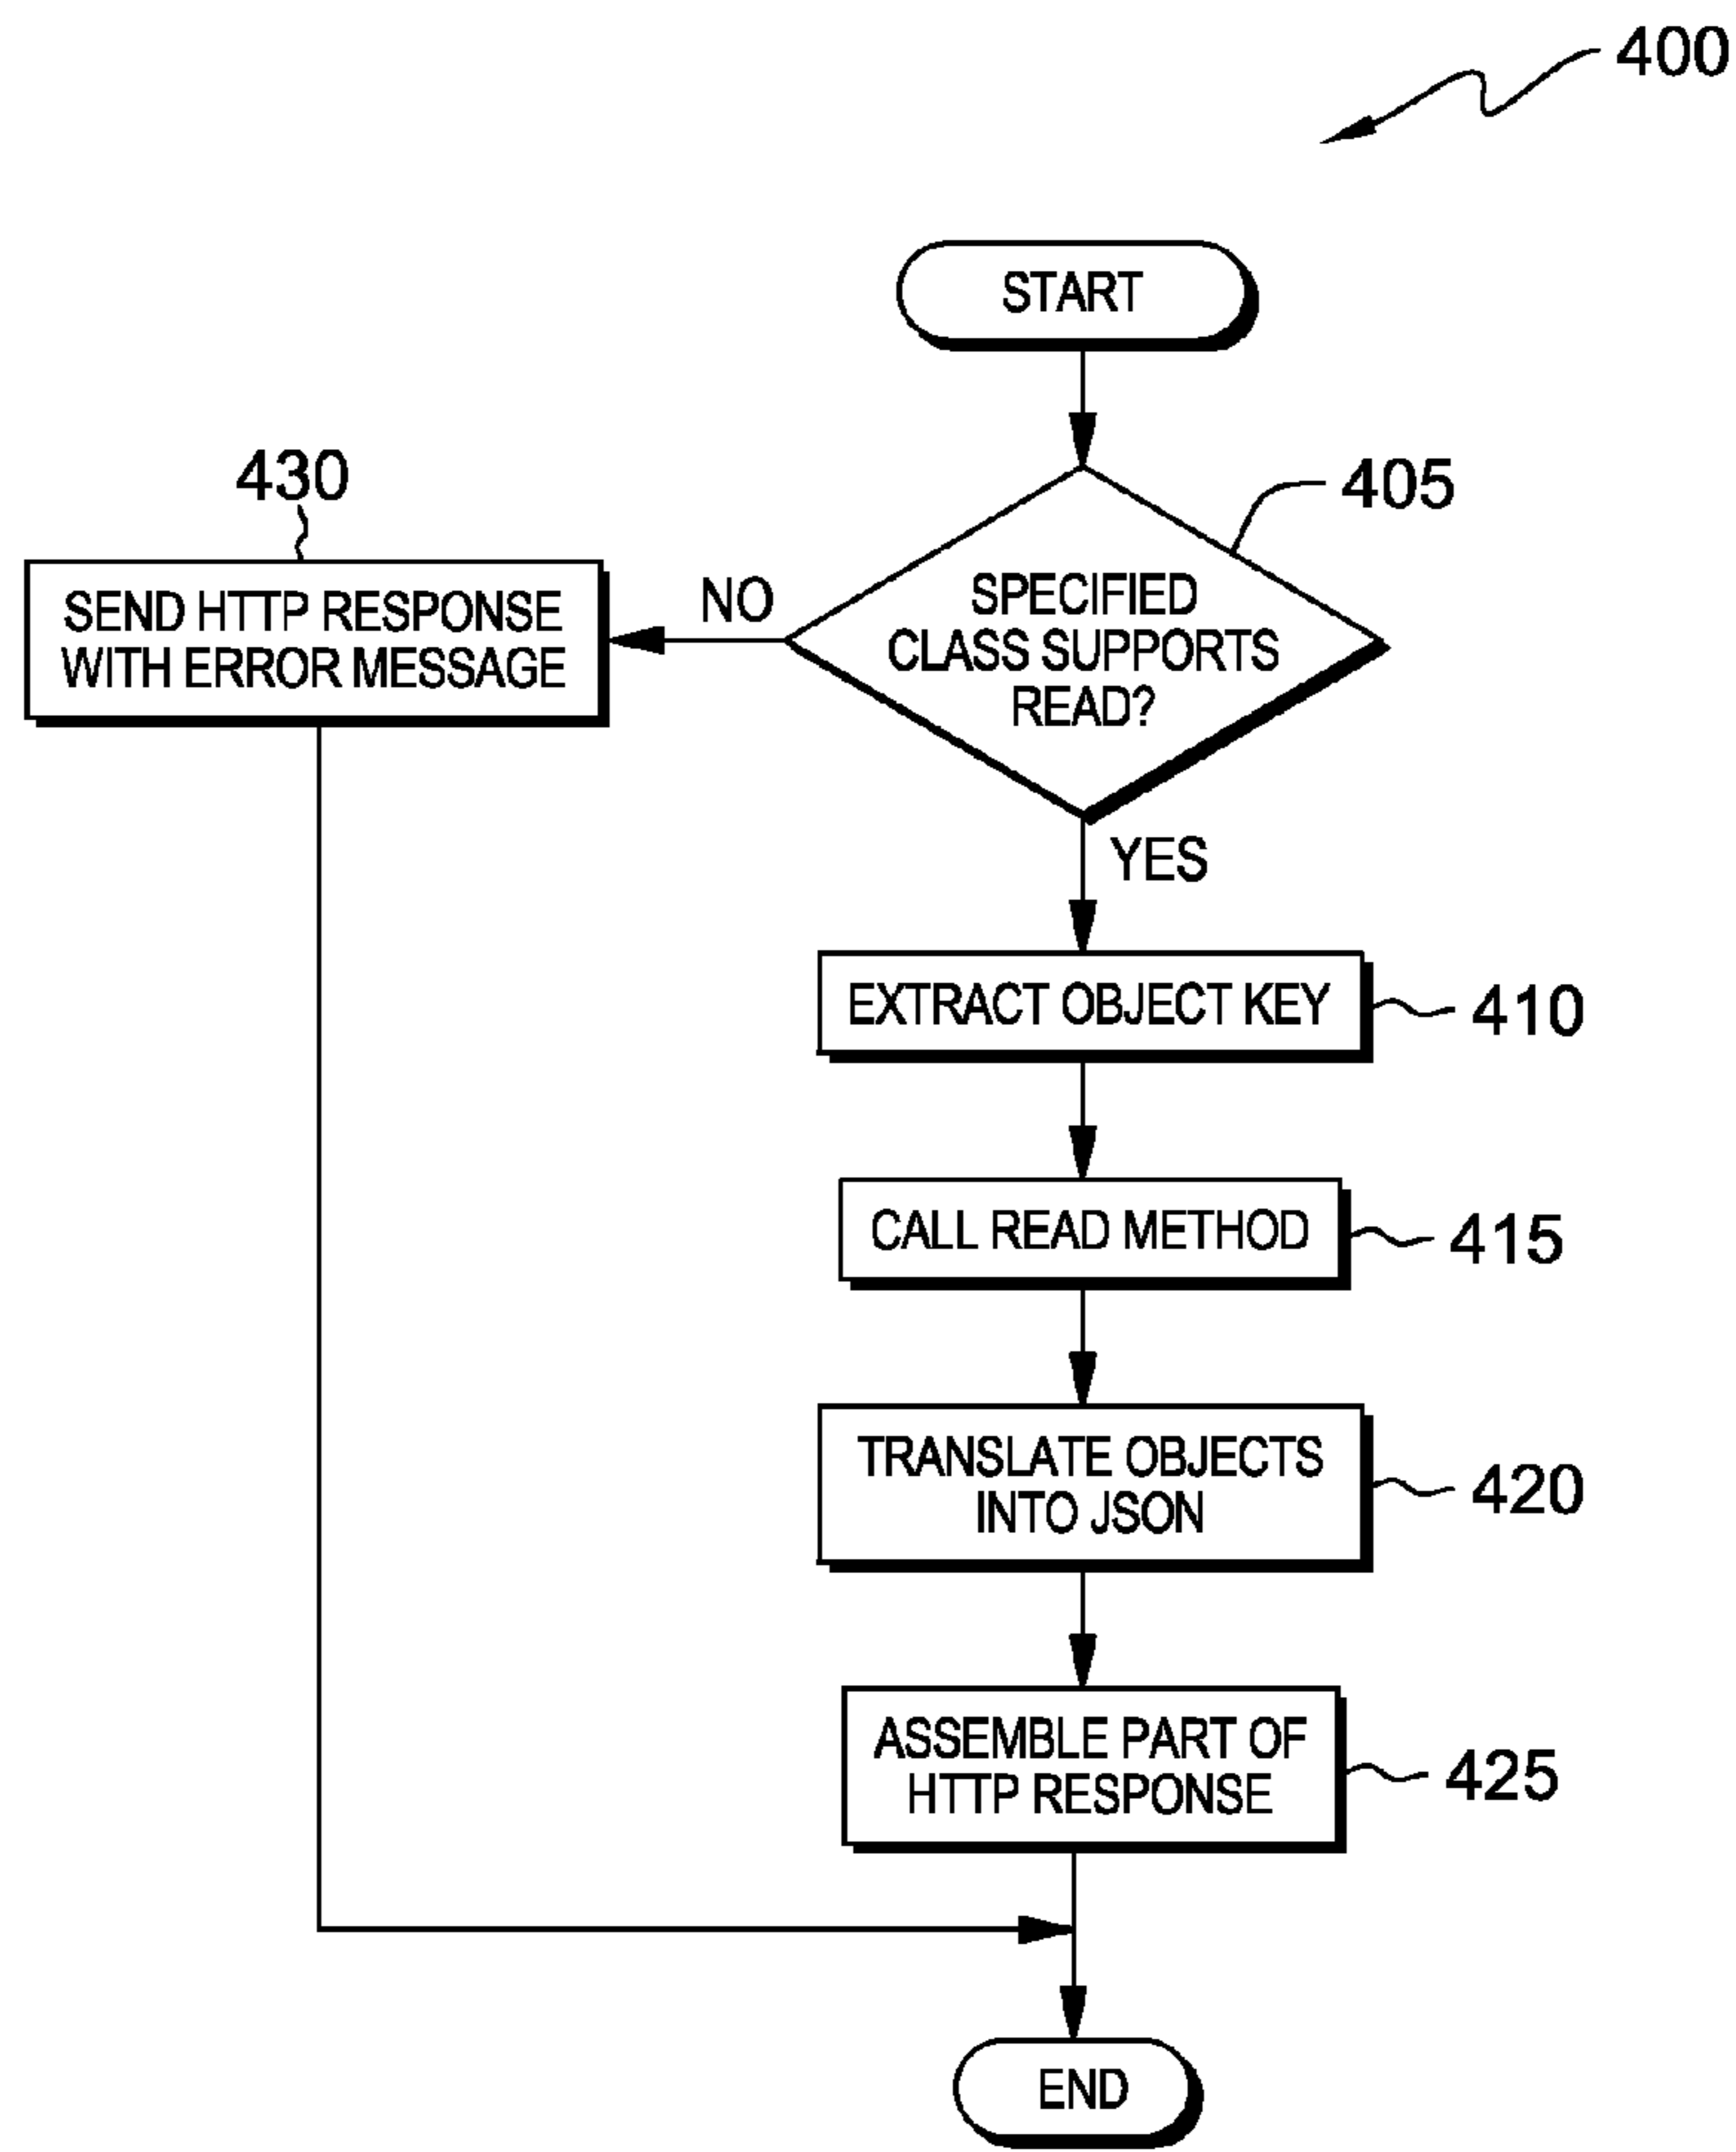 400
START
430
405
NO
SPECIFIED
CLASS SUPPORTS
READ?
SEND HTTP RESPONSE
WITH ERROR MESSAGE
YES
EXTRACT OBJECT KEY
410
CALL READ METHOD
415
TRANSLATE OBJECTS
INTO JSON
420
ASSEMBLE PART OF
HTTP RESPONSE
425
END